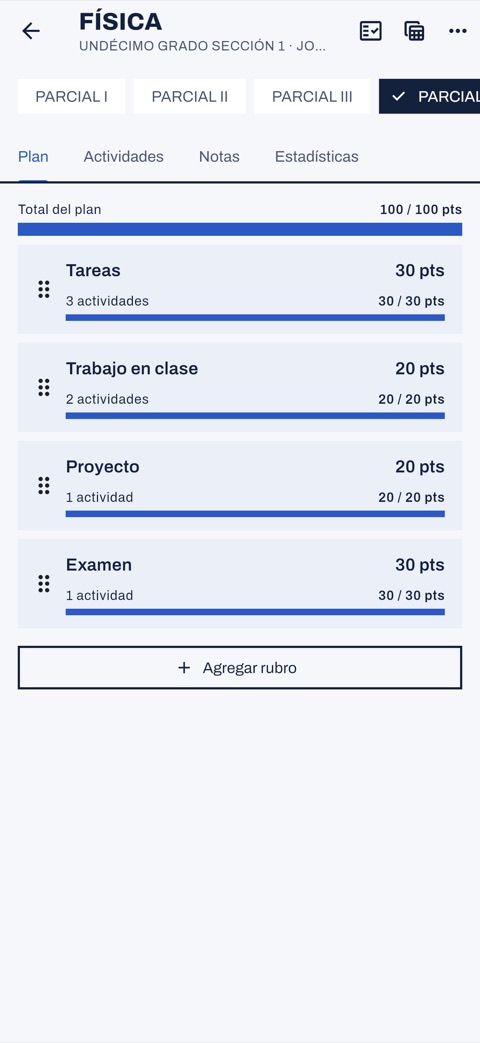 FÍSICA
UNDÉCIMO GRADO SECCIÓN 1 · JO...
PARCIAL I
PARCIAL II
PARCIAL III
PARCIAL
Plan
Actividades
Notas
Estadísticas
Total del plan
100 / 100 pts
Tareas
30 pts
3 actividades
30 / 30 pts
Trabajo en clase
20 pts
2 actividades
20 / 20 pts
Proyecto
20 pts
1 actividad
20 / 20 pts
Examen
30 pts
1 actividad
30 / 30 pts
Agregar rubro